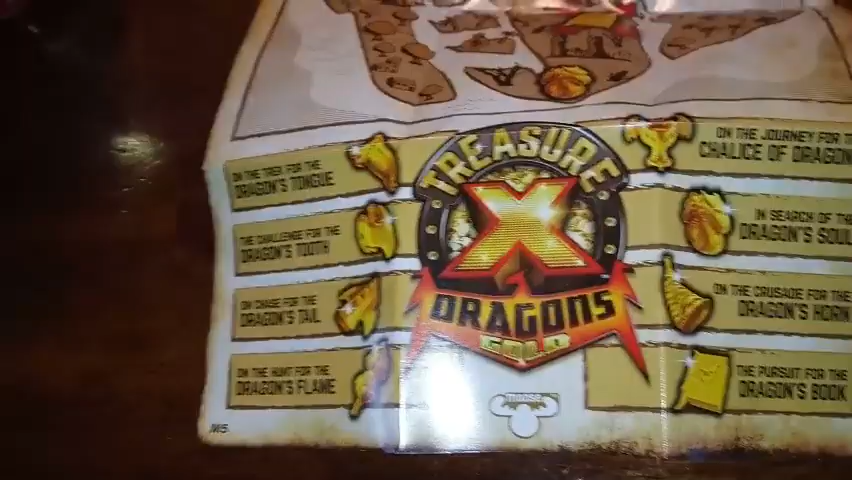 ON THE TREK FOR THE
DRAGON'S TONGUE
THE CHALLENGE FOR THE
DRAGON'S TOOTH
ON CHASE FOR THE
DRAGON'S TAIL
ON THE HUNT FOR THE
DRAGON'S FLAME
TREASURE
X
DRAGONS
GOLD
moose
ON THE JOURNEY FOR
CHALICE OF
IN SEARCH OF THE
DRAGON'S SOUL
ON THE CRUSADE FOR THE
DRAGON'S HORN
THE PURSUIT FOR THE
DRAGON'S BOOK